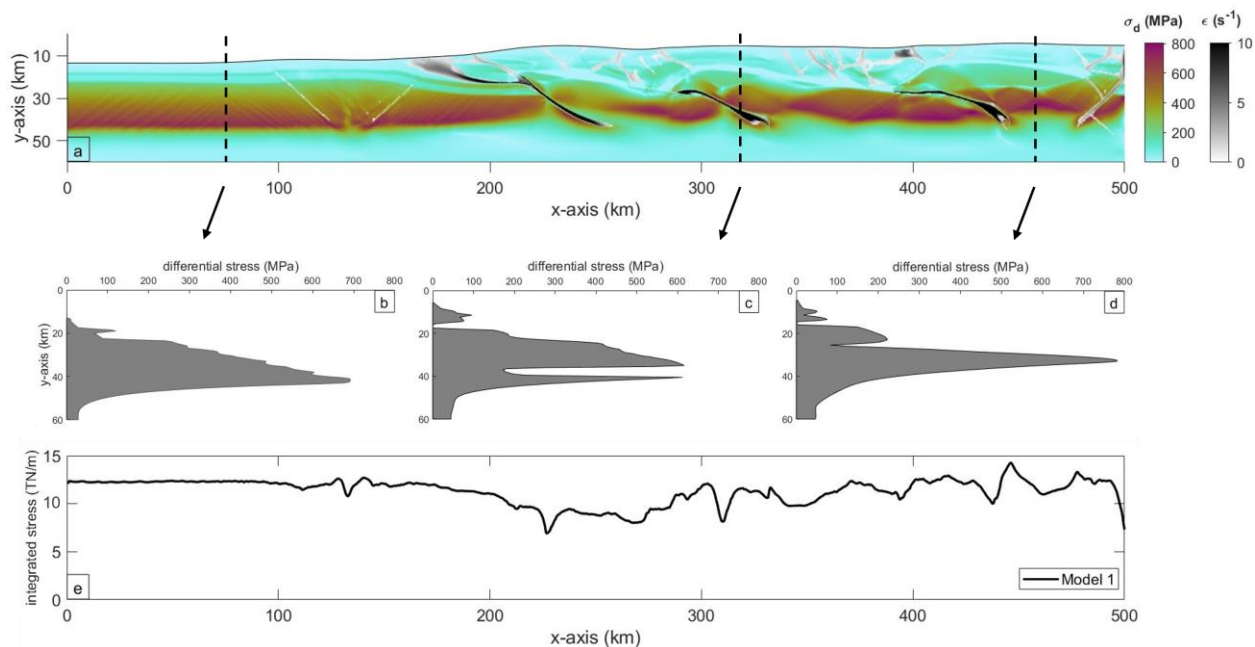 σd (MPa) ϵ (s-1)
800 10
600
400 5
200
0 0
y-axis (km)
10
30
50
a
0 100 200 300 400 500
x-axis (km)
differential stress (MPa) differential stress (MPa) differential stress (MPa)
0 100 200 300 400 500 600 700 800 0 100 200 300 400 500 600 700 800 0 100 200 300 400 500 600 700 800
b c d
y-axis (km)
0 0 0
20 20 20
40 40 40
60 60 60
integrated stress (TN/m)
15
10
5
0
e
Model 1
0 100 200 300 400 500
x-axis (km)